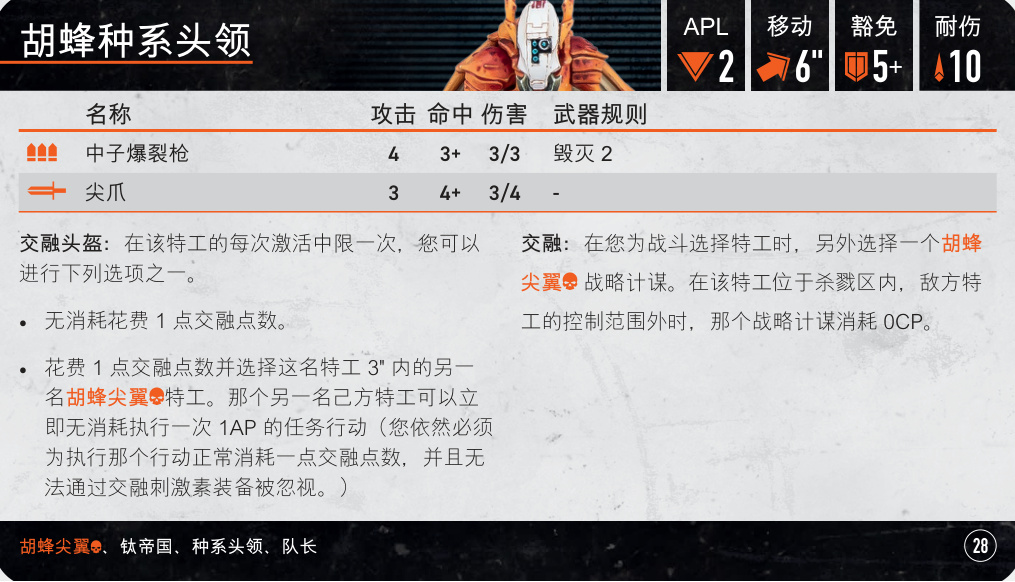 胡蜂种系头领
APL 移动 豁免 耐伤
2 6" 5+ 10
名称 攻击 命中 伤害 武器规则
中子爆裂枪 4 3+ 3/3 毁灭 2
尖爪 3 4+ 3/4 -
交融头盔：在该特工的每次激活中限一次，您可以
进行下列选项之一。
• 无消耗花费 1 点交融点数。
• 花费 1 点交融点数并选择这名特工 3" 内的另一
名胡蜂尖翼特工。那个另一名己方特工可以立
即无消耗执行一次 1AP 的任务行动（您依然必须
为执行那个行动正常消耗一点交融点数，并且无
法通过交融刺激素装备被忽视。）
交融：在您为战斗选择特工时，另外选择一个胡蜂
尖翼 战略计谋。在该特工位于杀戮区内，敌方特
工的控制范围外时，那个战略计谋消耗 0CP。
胡蜂尖翼、钛帝国、种系头领、队长
28